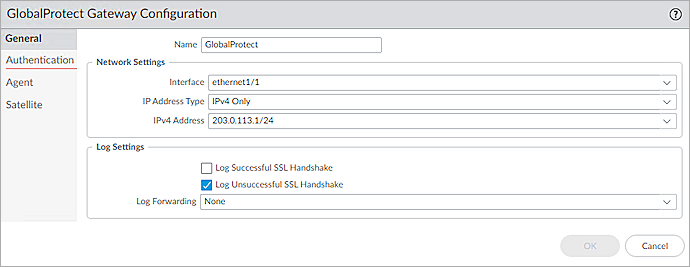 GlobalProtect Gateway Configuration
?
General
Authentication
Agent
Satellite
Name GlobalProtect
Network Settings
Interface ethernet1/1
IP Address Type IPv4 Only
IPv4 Address 203.0.113.1/24
Log Settings
Log Successful SSL Handshake
Log Unsuccessful SSL Handshake
Log Forwarding None
OK Cancel